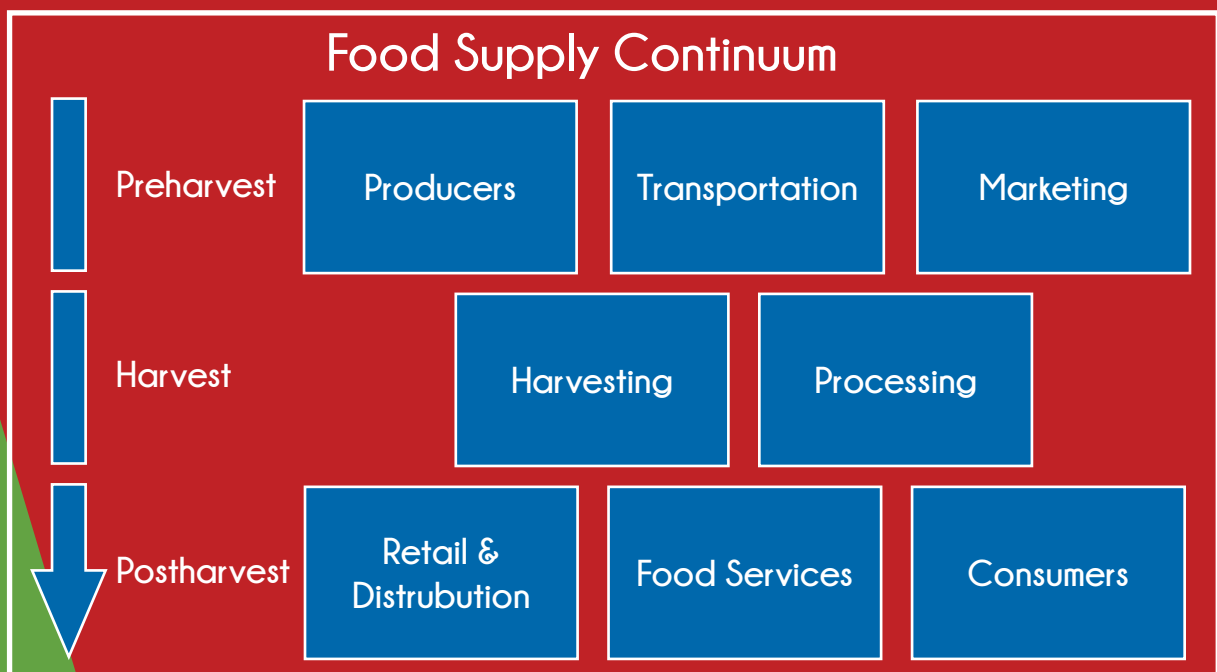 Food Supply Continuum
Preharvest
Producers
Transportation
Marketing
Harvest
Harvesting
Processing
Postharvest
Retail &
Distrubution
Food Services
Consumers